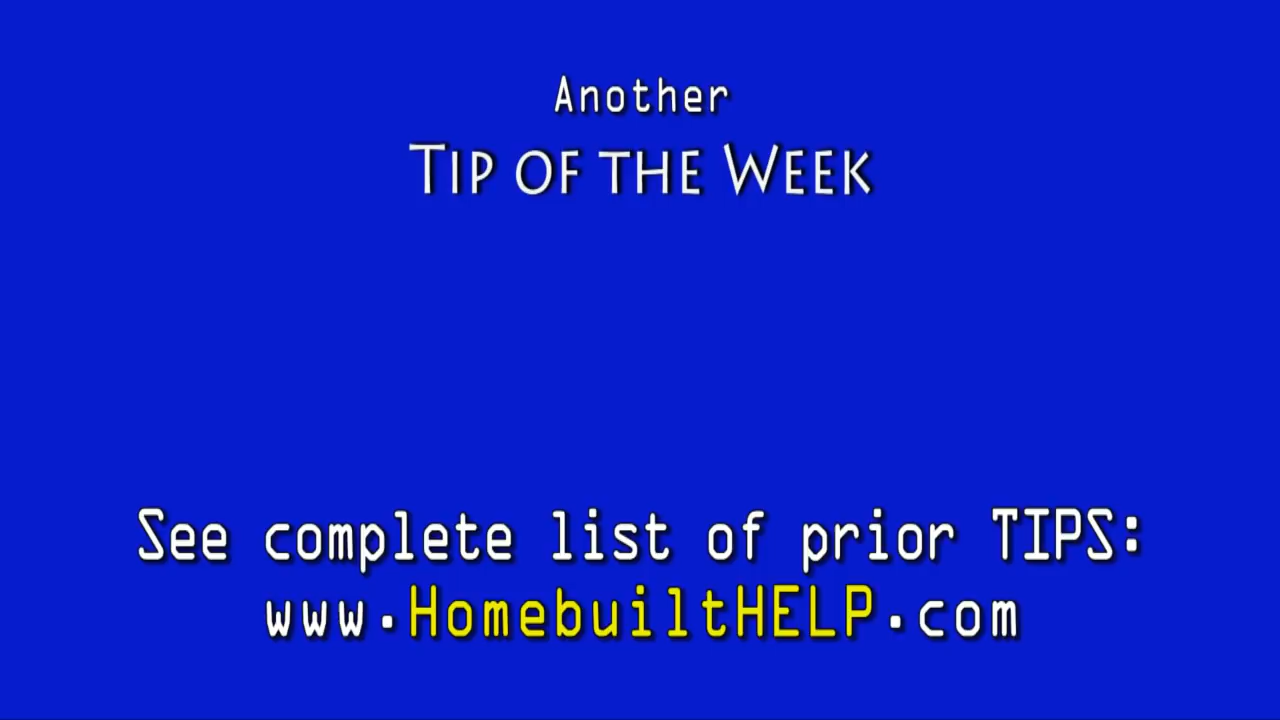 Another
TIP OF THE WEEK
See complete list of prior TIPS:
www.HomebuiltHELP.com